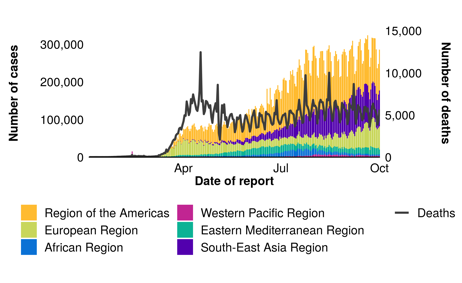 15,000
300,000
10,000
200,000
100,000
5,000
0
0
Number of cases
Number of deaths
Apr
Jul
Oct
Date of report
Region of the Americas
Western Pacific Region
Deaths
European Region
Eastern Mediterranean Region
African Region
South-East Asia Region